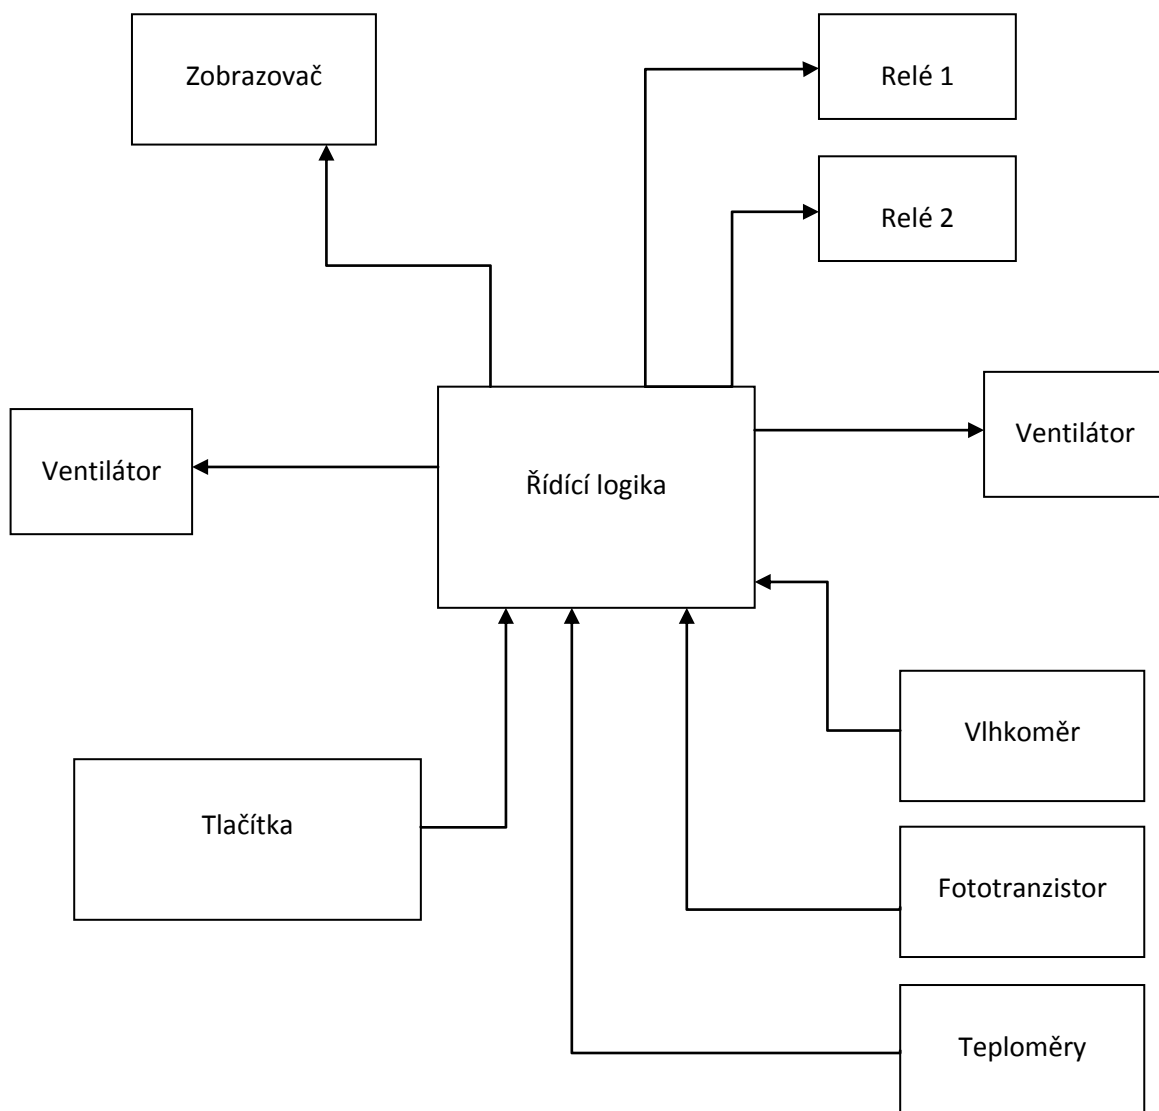 Zobrazovač
Relé 1
Relé 2
Ventilátor
Řídící logika
Ventilátor
Vlhkoměr
Tlačítka
Fototranzistor
Teploměry